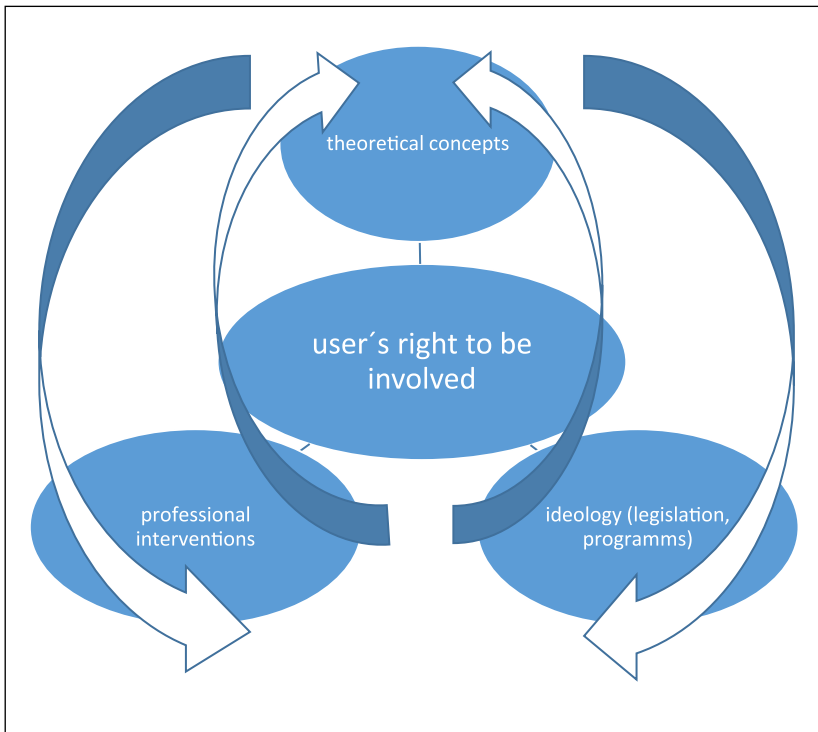 theoretical concepts
user´s right to be
involved
professional
interventions
ideology (legislation,
programms)